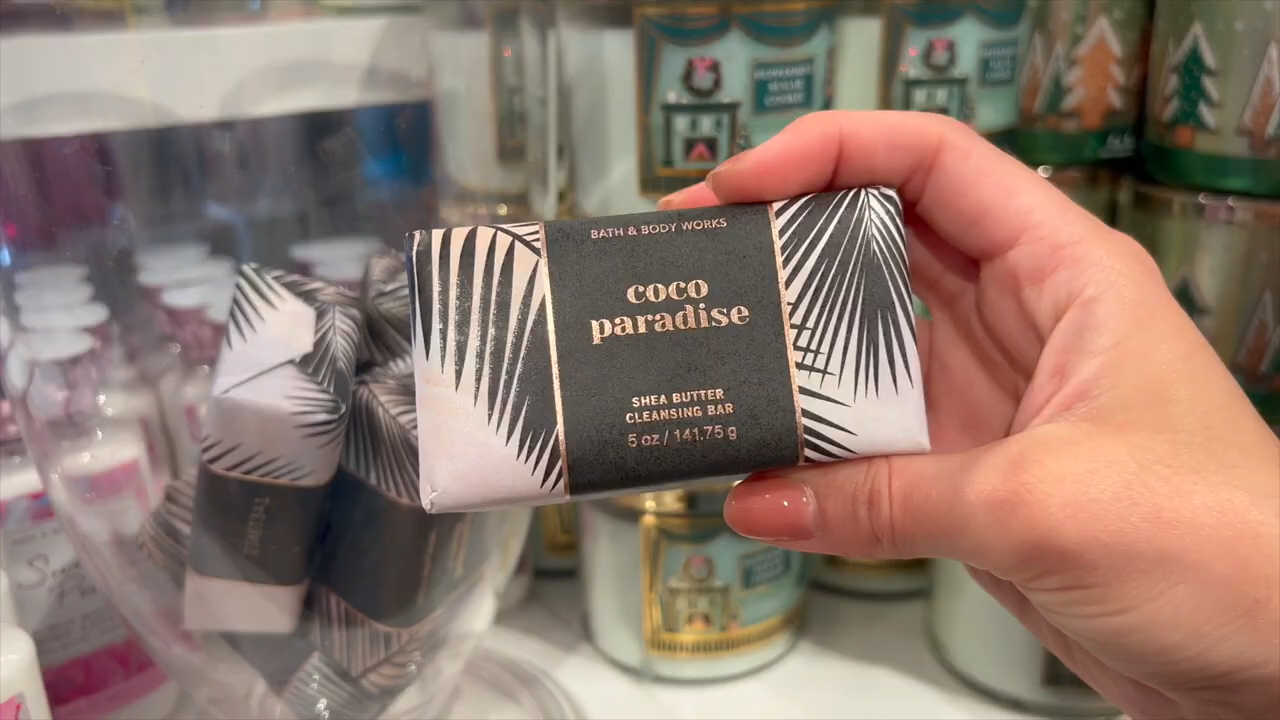 BATH & BODY WORKS
coco
paradise
SHEA BUTTER
CLEANSING BAR
5 oz / 141.75 g